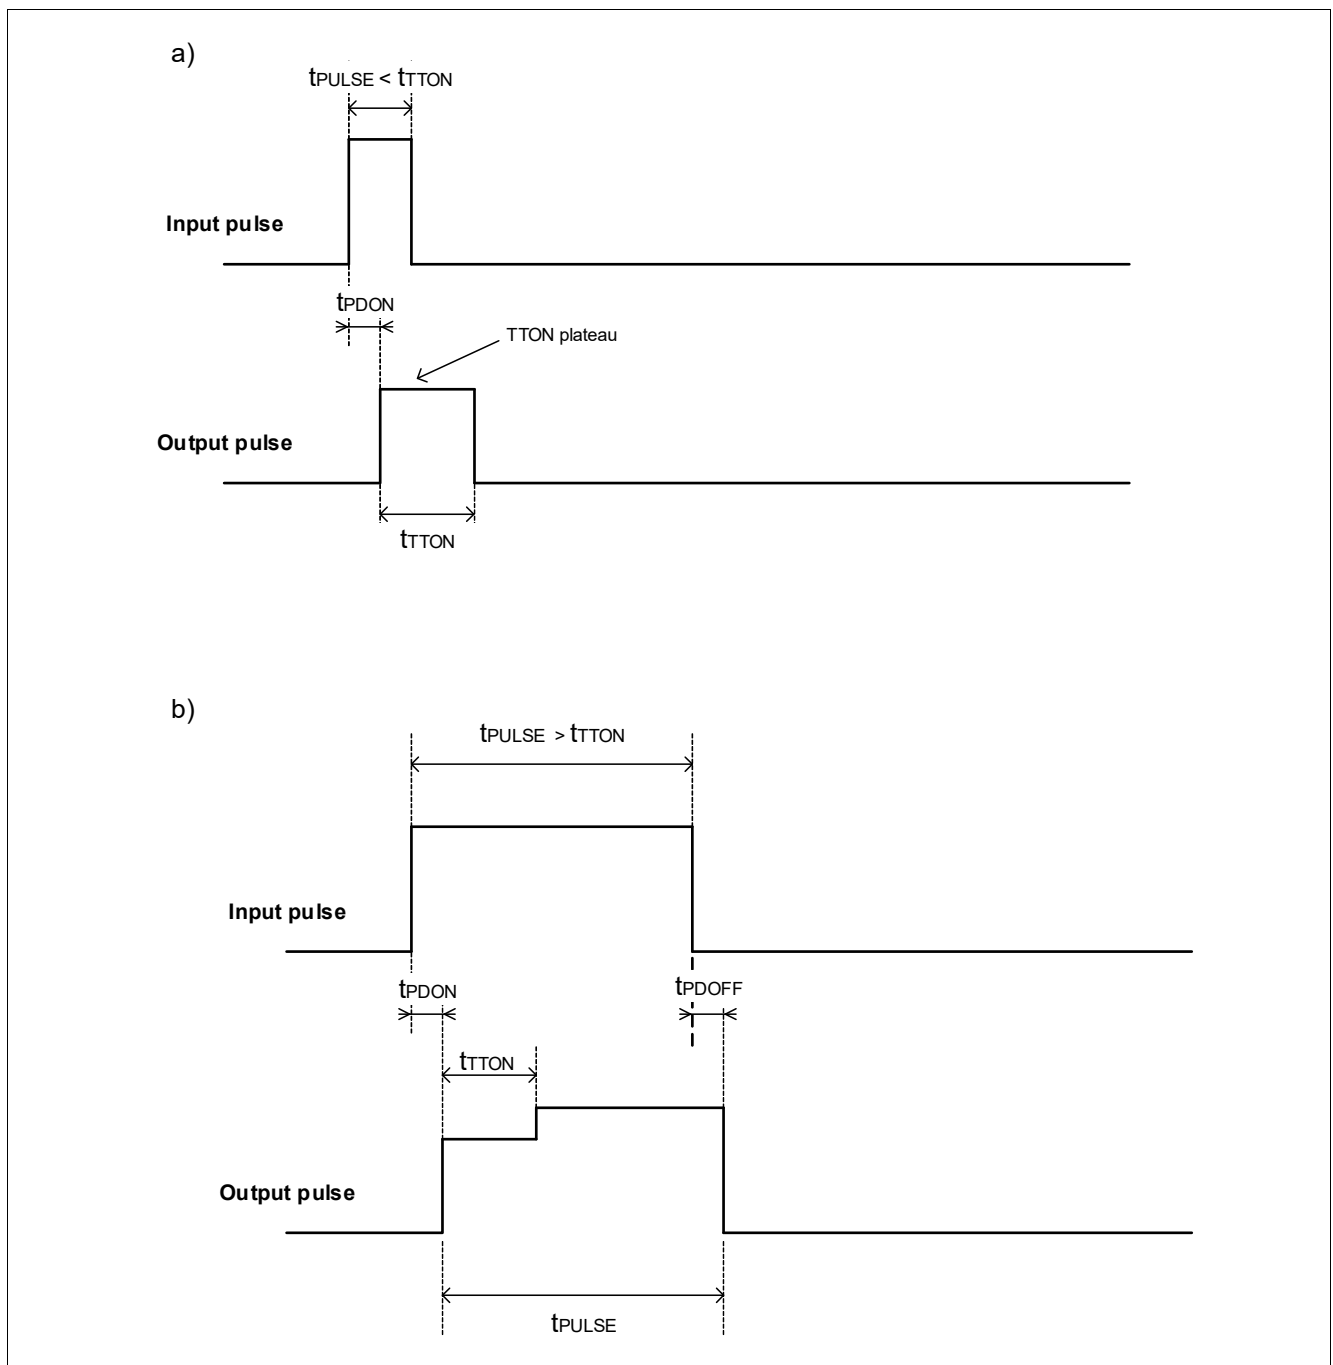 a)
tPULSE < tTTON
Input pulse
tPDON
TTON plateau
Output pulse
tTTON
b)
tPULSE > tTTON
Input pulse
tPDON
tPDOFF
tTTON
Output pulse
tPULSE